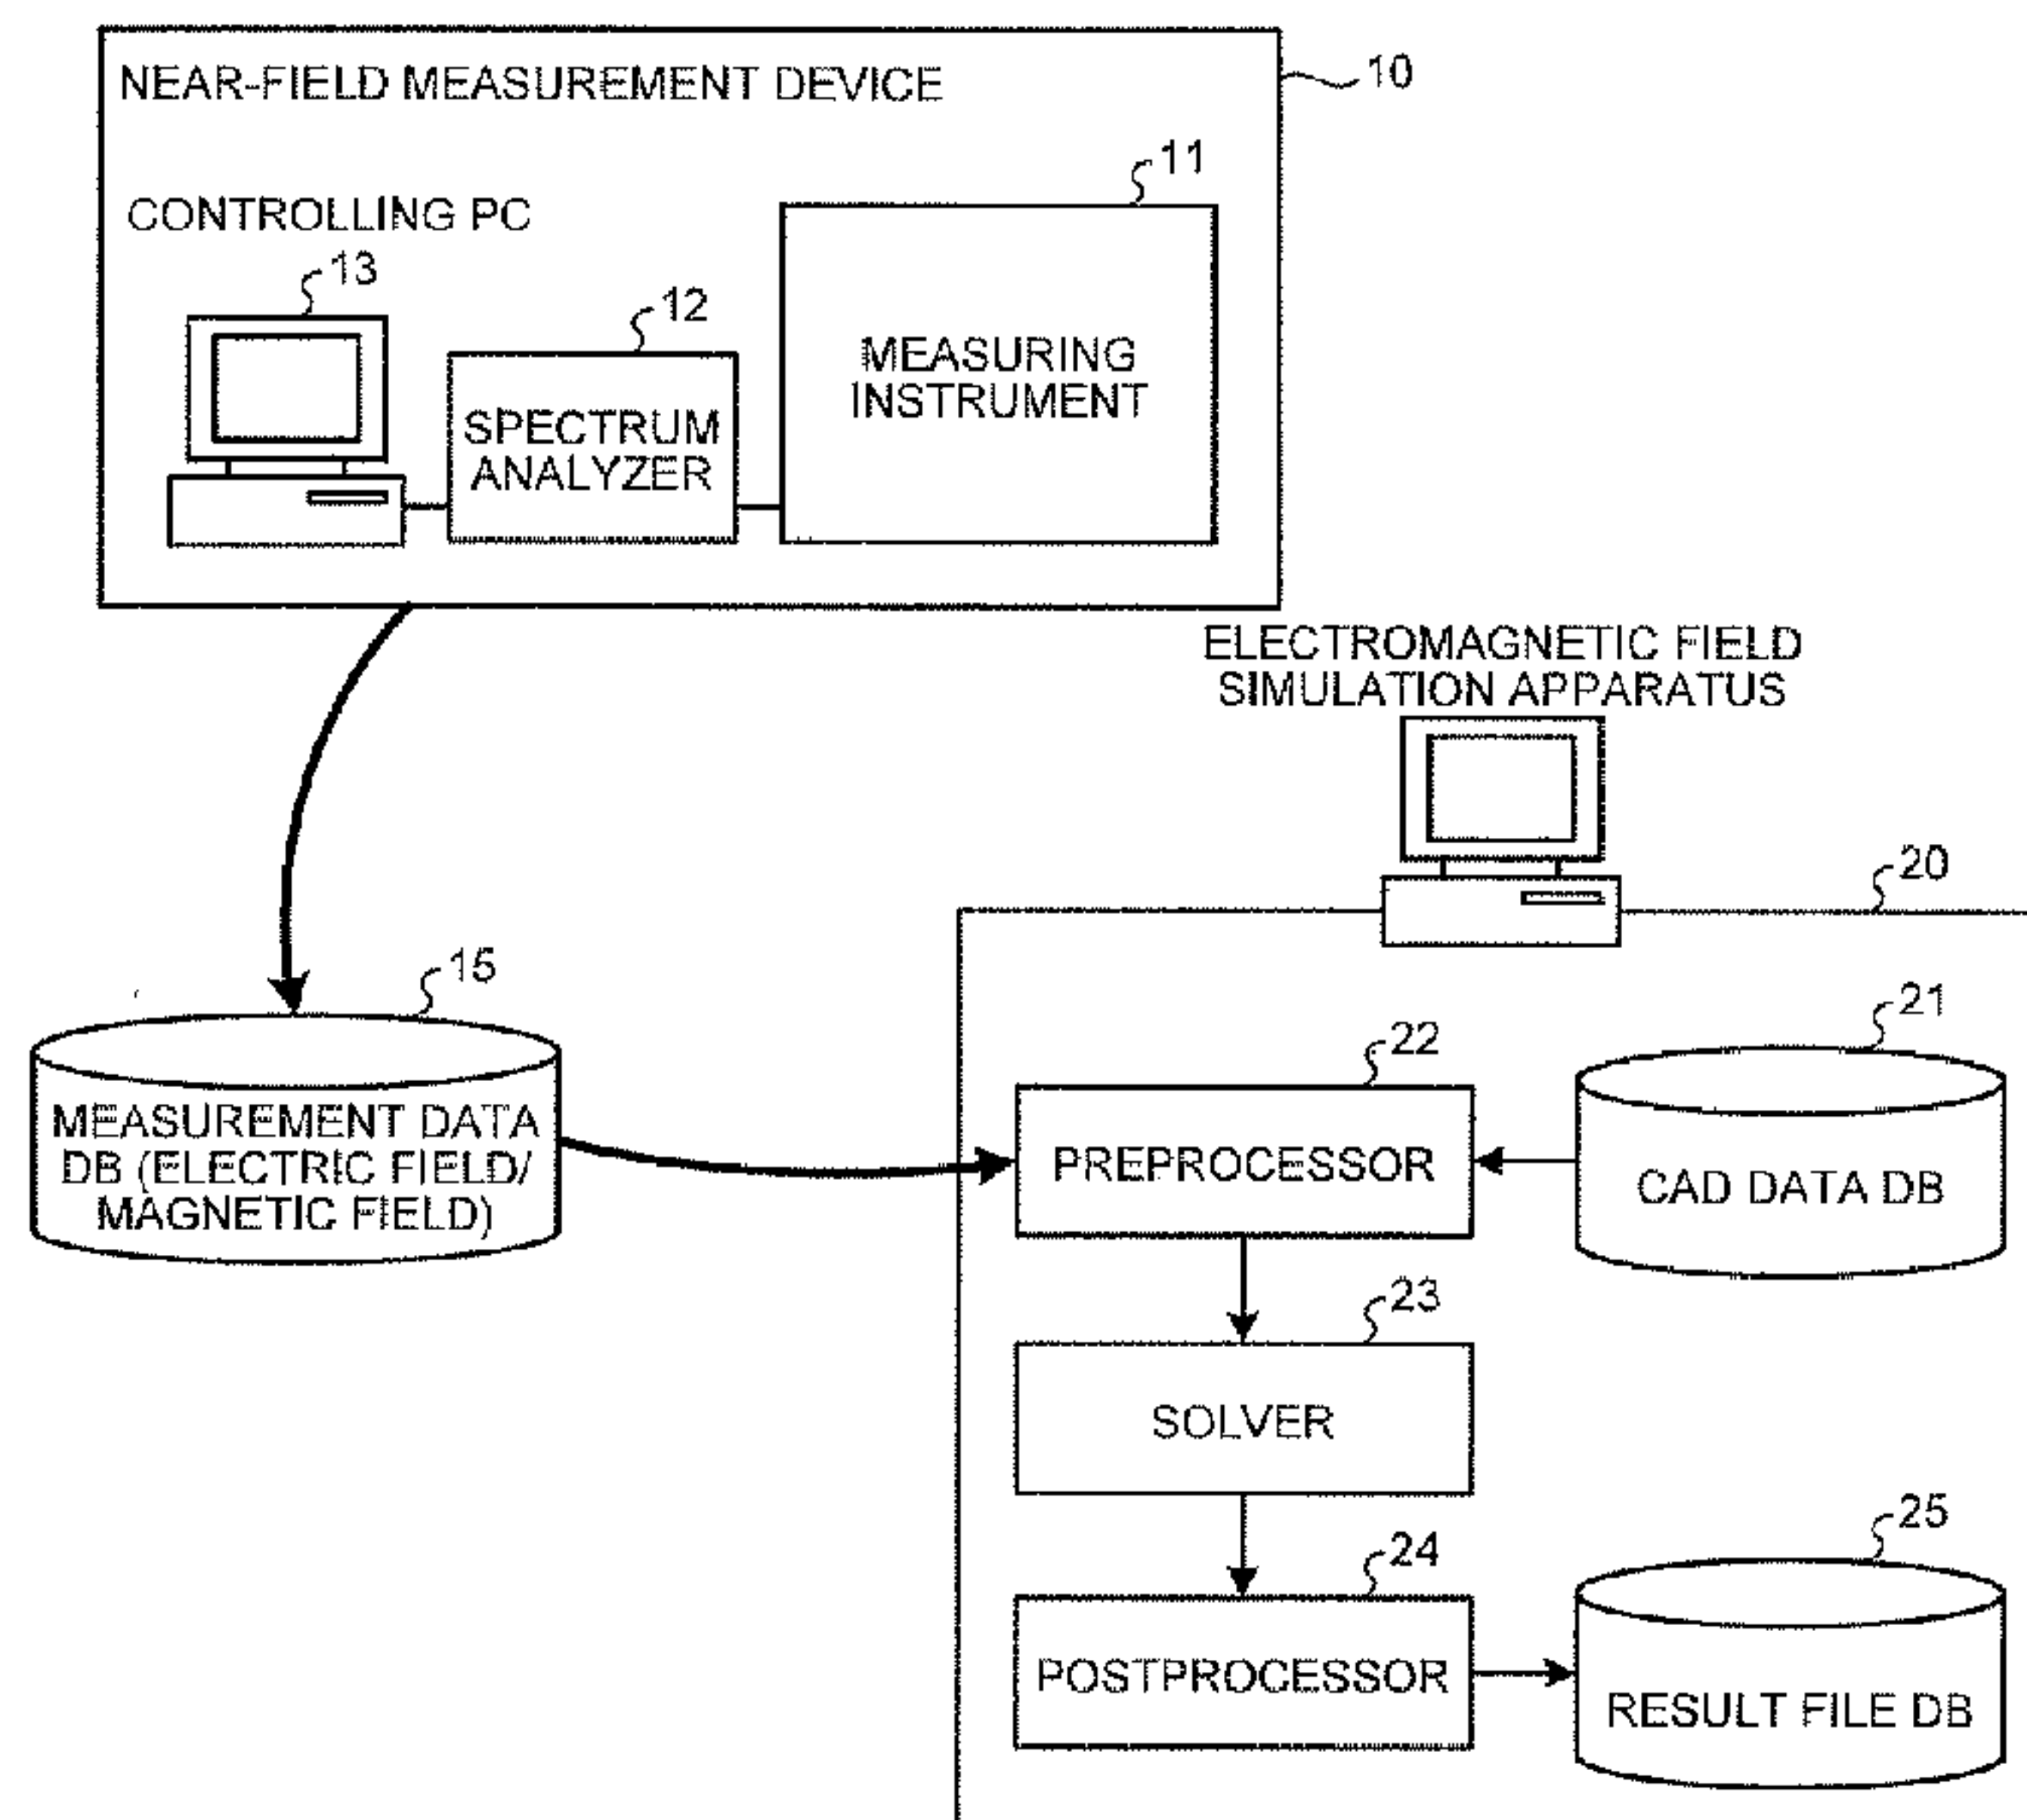 NEAR-FIELD MEASUREMENT DEVICE
10
11
CONTROLLING PC
13
12
MEASURING
INSTRUMENT
SPECTRUM
ANALYZER
ELECTROMAGNETIC FIELD
SIMULATION APPARATUS
20
15
MEASUREMENT DATA
DB (ELECTRIC FIELD/
MAGNETIC FIELD)
21
22
PREPROCESSOR
CAD DATA DB
23
SOLVER
25
24
POSTPROCESSOR
RESULT FILE DB